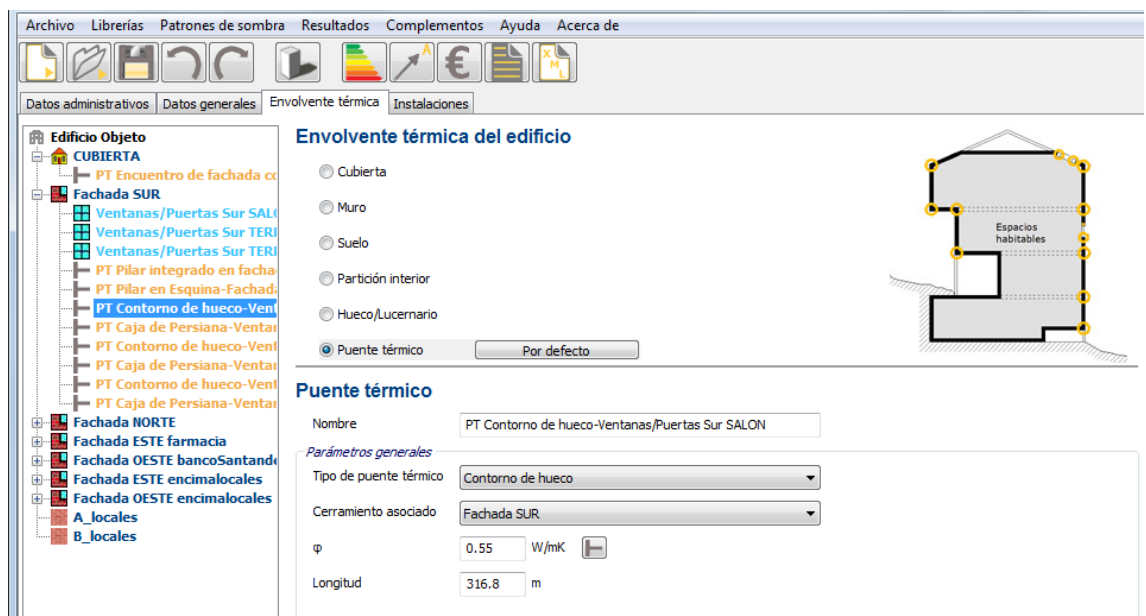 Archivo Librerías Patrones de sombra Resultados Complementos Ayuda Acerca de
A € X M L
Datos administrativos Datos generales Envolvente térmica Instalaciones
Edificio Objeto
CUBIERTA
PT Encuentro de fachada co
Fachada SUR
Ventanas/Puertas Sur SAL
Ventanas/Puertas Sur TERI
Ventanas/Puertas Sur TERI
PT Pilar integrado en facha
PT Pilar en Esquina-Fachad
PT Contorno de hueco-Vent
PT Caja de Persiana-Ventan
PT Contorno de hueco-Vent
PT Caja de Persiana-Ventan
PT Contorno de hueco-Vent
PT Caja de Persiana-Ventan
Fachada NORTE
Fachada ESTE farmacia
Fachada OESTE bancoSantande
Fachada ESTE encimalocales
Fachada OESTE encimalocales
A_locales
B_locales
Envolvente térmica del edificio
Cubierta
Muro
Suelo
Partición interior
Hueco/Lucernario
Puente térmico Por defecto
Espacios
habitables
Puente térmico
Nombre PT Contorno de hueco-Ventanas/Puertas Sur SALON
Parámetros generales
Tipo de puente térmico Contorno de hueco
Cerramiento asociado Fachada SUR
φ 0.55 W/mK
Longitud 316.8 m